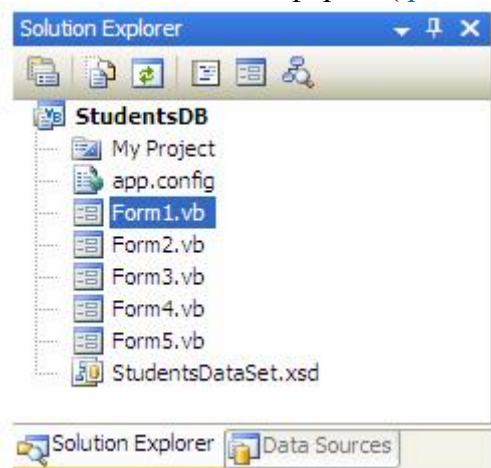 Solution Explorer
StudentsDB
My Project
app.config
Form1.vb
Form2.vb
Form3.vb
Form4.vb
Form5.vb
StudentsDataSet.xsd
Solution Explorer Data Sources